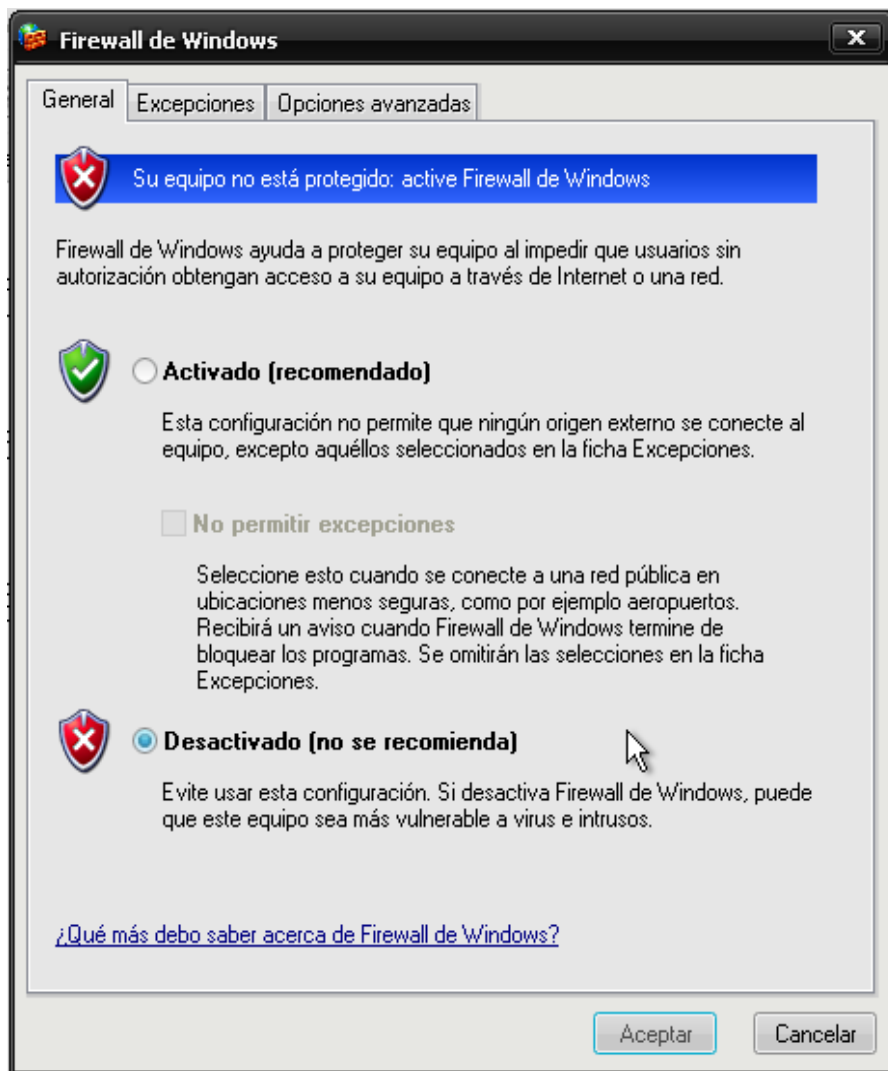 Firewall de Windows
General
Excepciones
Opciones avanzadas
Su equipo no está protegido: active Firewall de Windows
Firewall de Windows ayuda a proteger su equipo al impedir que usuarios sin
autorización obtengan acceso a su equipo a través de Internet o una red.
Activado (recomendado)
Esta configuración no permite que ningún origen externo se conecte al
equipo, excepto aquéllos seleccionados en la ficha Excepciones.
No permitir excepciones
Seleccione esto cuando se conecte a una red pública en
ubicaciones menos seguras, como por ejemplo aeropuertos.
Recibirá un aviso cuando Firewall de Windows termine de
bloquear los programas. Se omitirán las selecciones en la ficha
Excepciones.
Desactivado (no se recomienda)
Evite usar esta configuración. Si desactiva Firewall de Windows, puede
que este equipo sea más vulnerable a virus e intrusos.
¿Qué más debo saber acerca de Firewall de Windows?
Aceptar
Cancelar